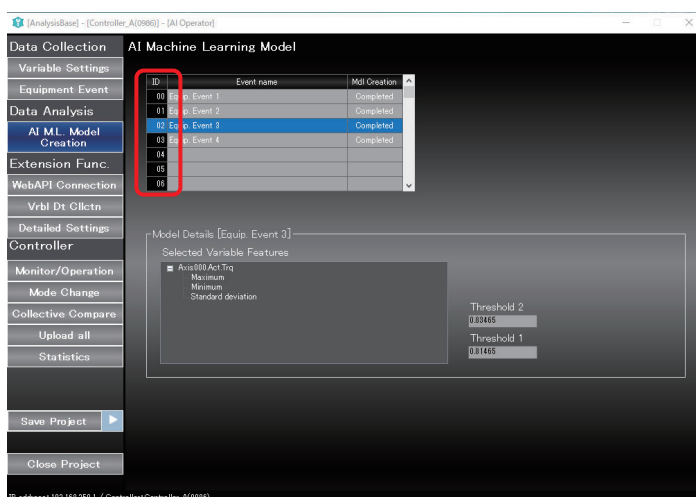 [AnalysisBase] - [Controller_A(0986)] - [AI Operator]
Data Collection
Variable Settings
Equipment Event
Data Analysis
AI M.L. Model
Creation
Extension Func.
WebAPI Connection
Vrbl Dt Cllctn
Detailed Settings
Controller
Monitor/Operation
Mode Change
Collective Compare
Upload all
Statistics
Save Project
Close Project
AI Machine Learning Model
ID Event name Mdl Creation
00 Equip. Event 1 Completed
01 Equip. Event 2 Completed
02 Equip. Event 3 Completed
03 Equip. Event 4 Completed
04
05
06
Model Details [Equip. Event 3]
Selected Variable Features
Axis000.Act.Trq
Maximum
Minimum
Standard deviation
Threshold 2
0.83465
Threshold 1
0.81465